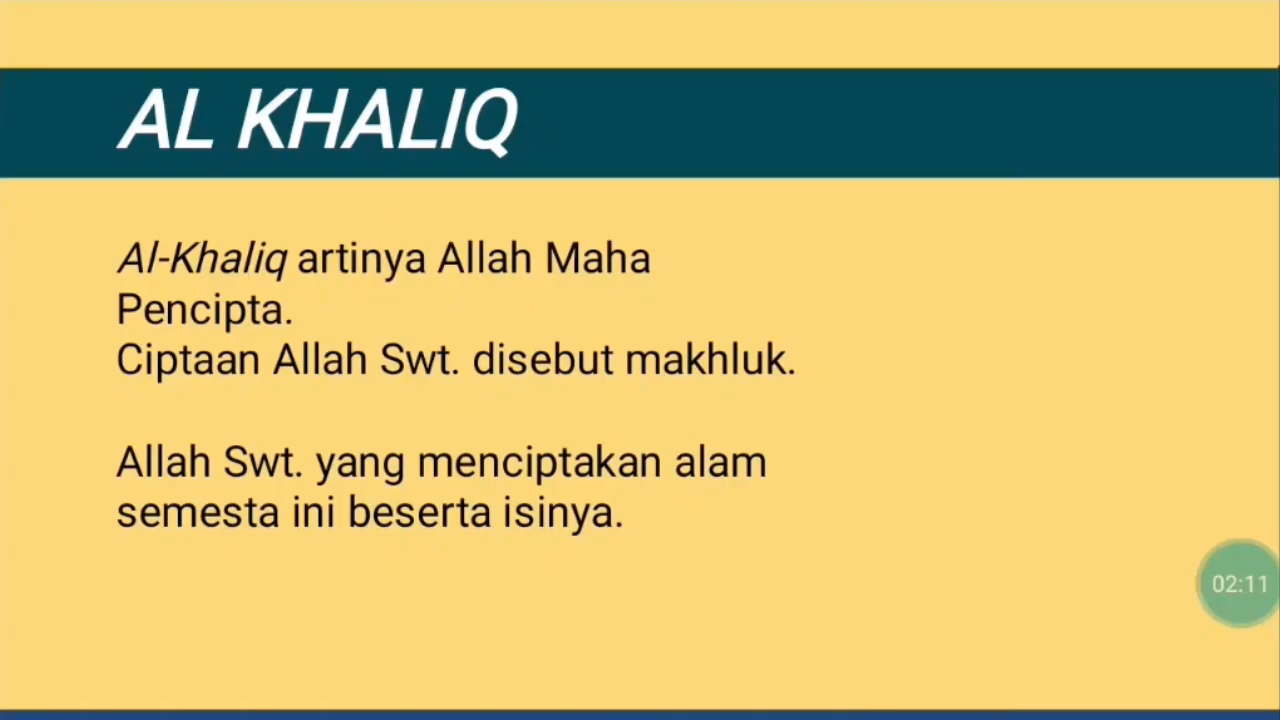 AL KHALIQ
Al-Khaliq artinya Allah Maha
Pencipta.
Ciptaan Allah Swt. disebut makhluk.
Allah Swt. yang menciptakan alam
semesta ini beserta isinya.
02:11